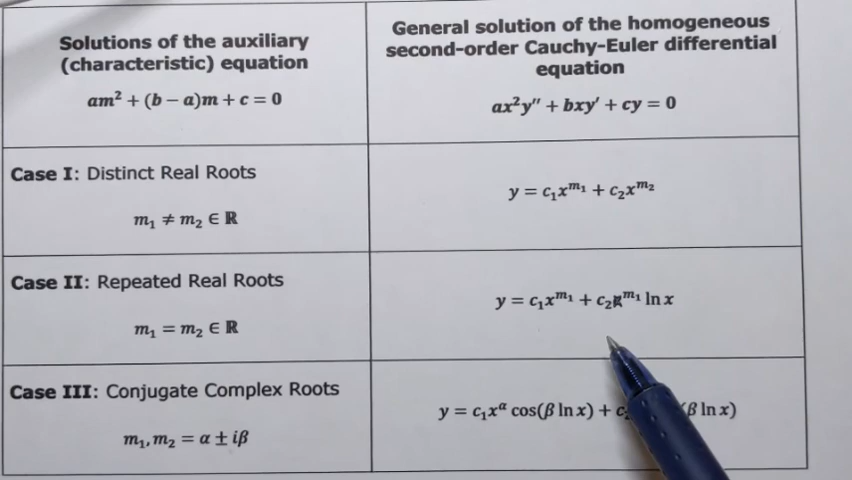 Solutions of the auxiliary
(characteristic) equation
am² + (b − a)m + c = 0
General solution of the homogeneous
second-order Cauchy-Euler differential
equation
ax²y″ + bxy′ + cy = 0
Case I: Distinct Real Roots
m₁ ≠ m₂ ∈ ℝ
y = c₁x^m₁ + c₂x^m₂
Case II: Repeated Real Roots
m₁ = m₂ ∈ ℝ
y = c₁x^m₁ + c₂x^m₁ ln x
Case III: Conjugate Complex Roots
m₁, m₂ = α ± iβ
y = c₁x^α cos(β ln x) + c (β ln x)